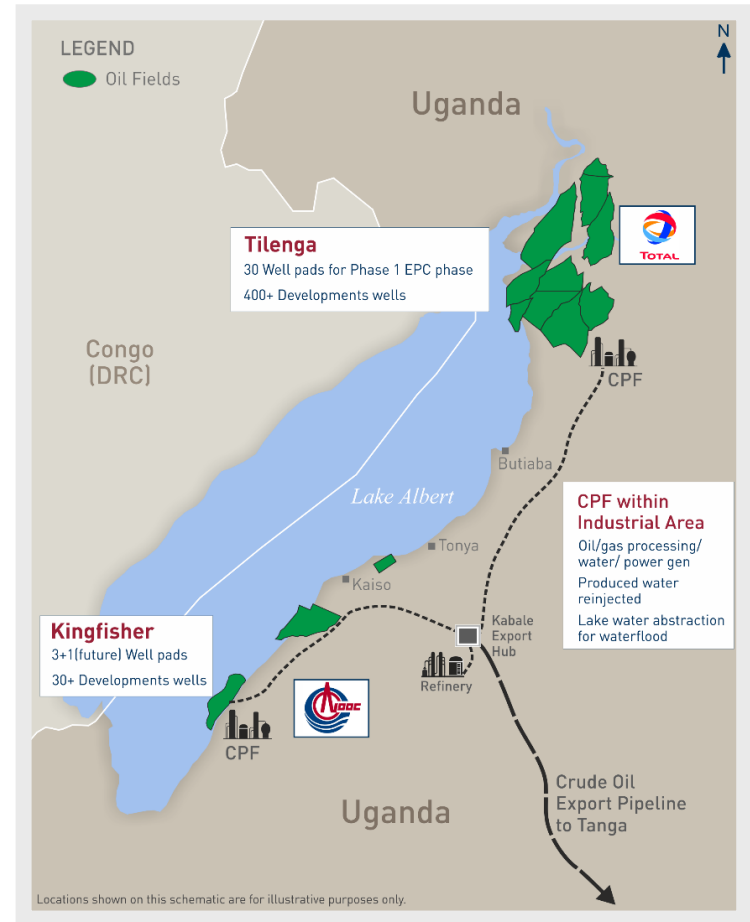 N
LEGEND
Oil Fields
Uganda
TOTAL
Tilenga
30 Well pads for Phase 1 EPC phase
400+ Developments wells
Congo
(DRC)
CPF
Butiaba
Lake Albert
CPF within
Industrial Area
Oil/gas processing/
water/ power gen
Produced water
reinjected
Lake water abstraction
for waterflood
Tonya
Kaiso
Kabale
Export
Hub
Kingfisher
3+1(future) Well pads
30+ Developments wells
Refinery
CNOOC
CPF
Crude Oil
Export Pipeline
to Tanga
Uganda
Locations shown on this schematic are for illustrative purposes only.